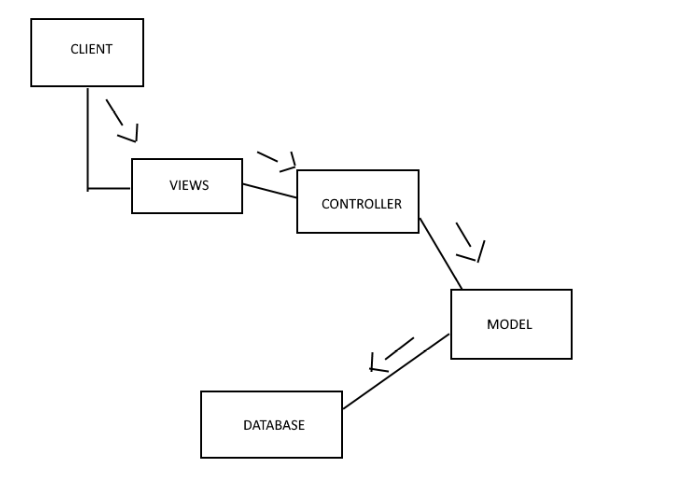 CLIENT
VIEWS
CONTROLLER
MODEL
DATABASE